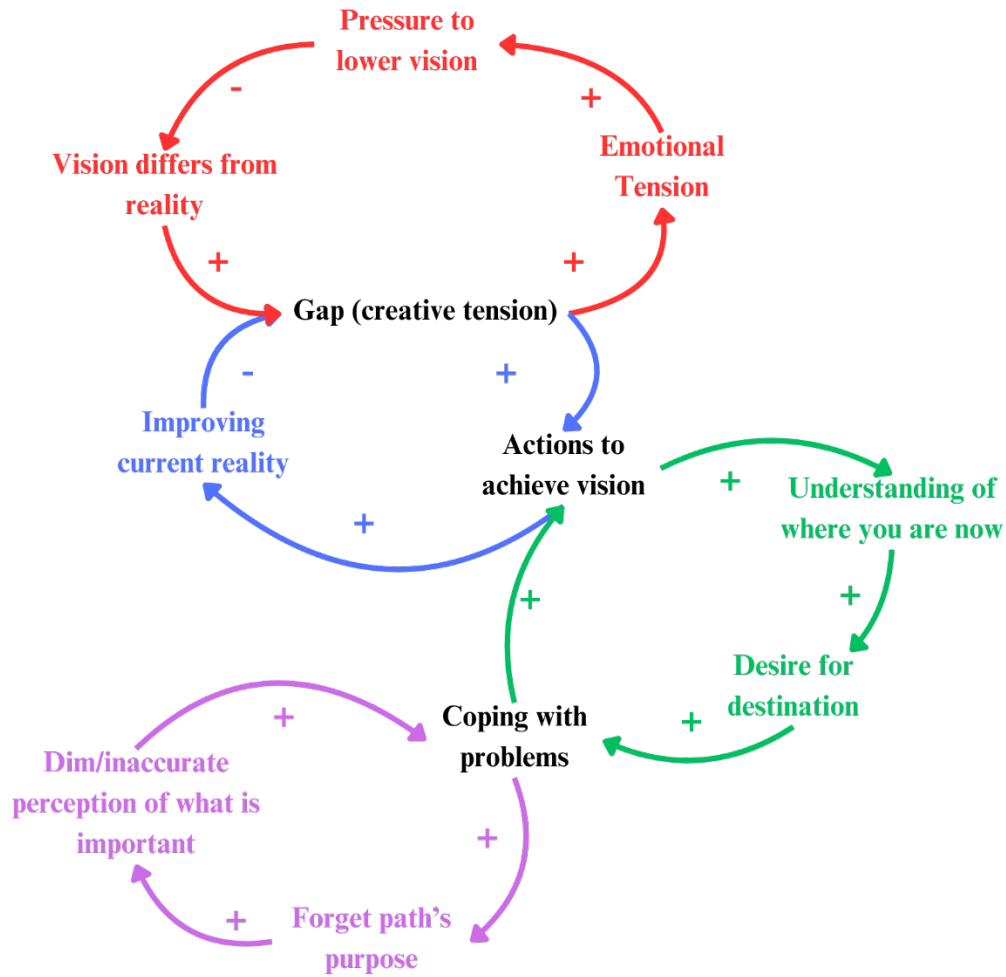 Pressure to
lower vision
-
+
Vision differs from
reality
Emotional
Tension
+
+
Gap (creative tension)
-
+
Improving
current reality
Actions to
achieve vision
+
+
Understanding of
where you are now
+
+
Desire for
destination
+
Coping with
problems
+
Dim/inaccurate
perception of what is
important
+
+
Forget path’s
purpose